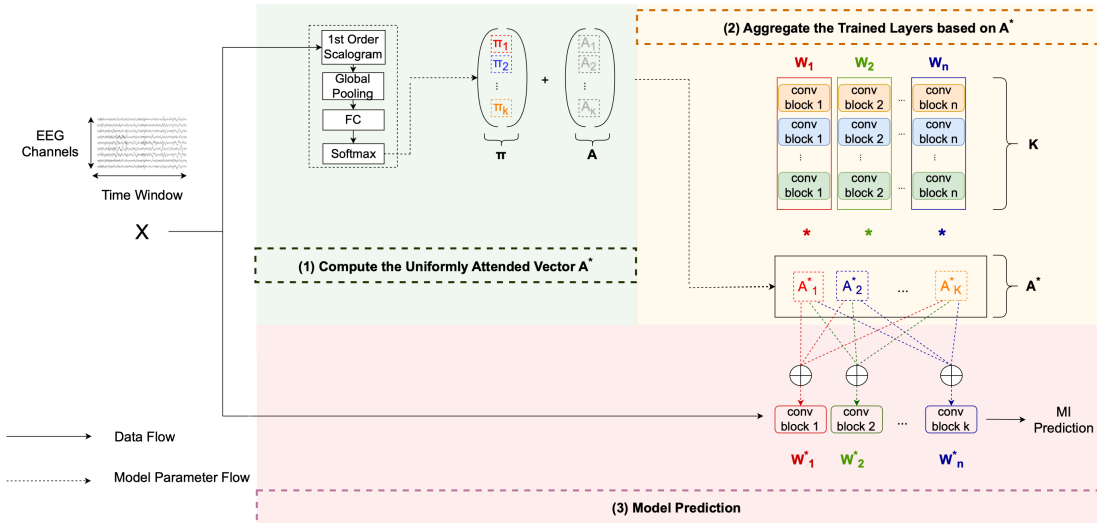 (2) Aggregate the Trained Layers based on A*
1st Order
Scalogram
Global
Pooling
FC
Softmax
π1
π2
⋮
πk
π
+
A1
A2
⋮
Ak
A
W1
W2
Wn
conv
block 1
conv
block 2
...
conv
block n
conv
block 1
conv
block 2
...
conv
block n
⋮
⋮
⋮
conv
block 1
conv
block 2
...
conv
block n
K
* * *
EEG
Channels
Time Window
X
(1) Compute the Uniformly Attended Vector A*
A*1
A*2
...
A*K
A*
conv
block 1
conv
block 2
...
conv
block k
MI
Prediction
W*1
W*2
W*n
Data Flow
Model Parameter Flow
(3) Model Prediction